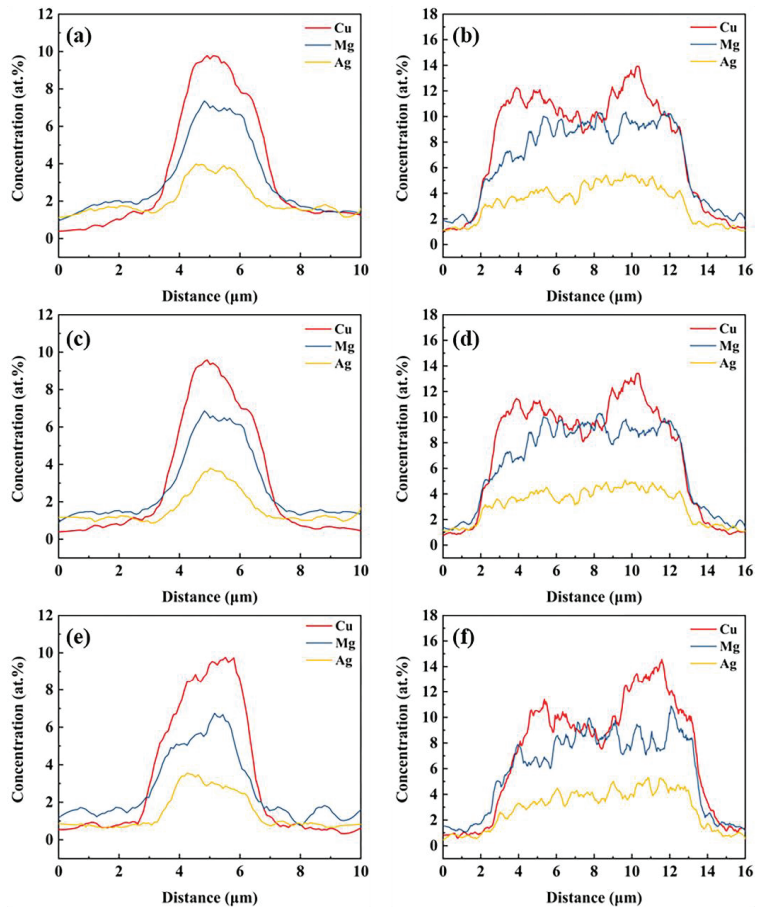 (a)
Cu
Mg
Ag
Concentration (at.%)
12
10
8
6
4
2
0
0 2 4 6 8 10
Distance (μm)
(b)
Cu
Mg
Ag
Concentration (at.%)
18
16
14
12
10
8
6
4
2
0
0 2 4 6 8 10 12 14 16
Distance (μm)
(c)
Cu
Mg
Ag
Concentration (at.%)
12
10
8
6
4
2
0
0 2 4 6 8 10
Distance (μm)
(d)
Cu
Mg
Ag
Concentration (at.%)
18
16
14
12
10
8
6
4
2
0
0 2 4 6 8 10 12 14 16
Distance (μm)
(e)
Cu
Mg
Ag
Concentration (at.%)
12
10
8
6
4
2
0
0 2 4 6 8 10
Distance (μm)
(f)
Cu
Mg
Ag
Concentration (at.%)
18
16
14
12
10
8
6
4
2
0
0 2 4 6 8 10 12 14 16
Distance (μm)